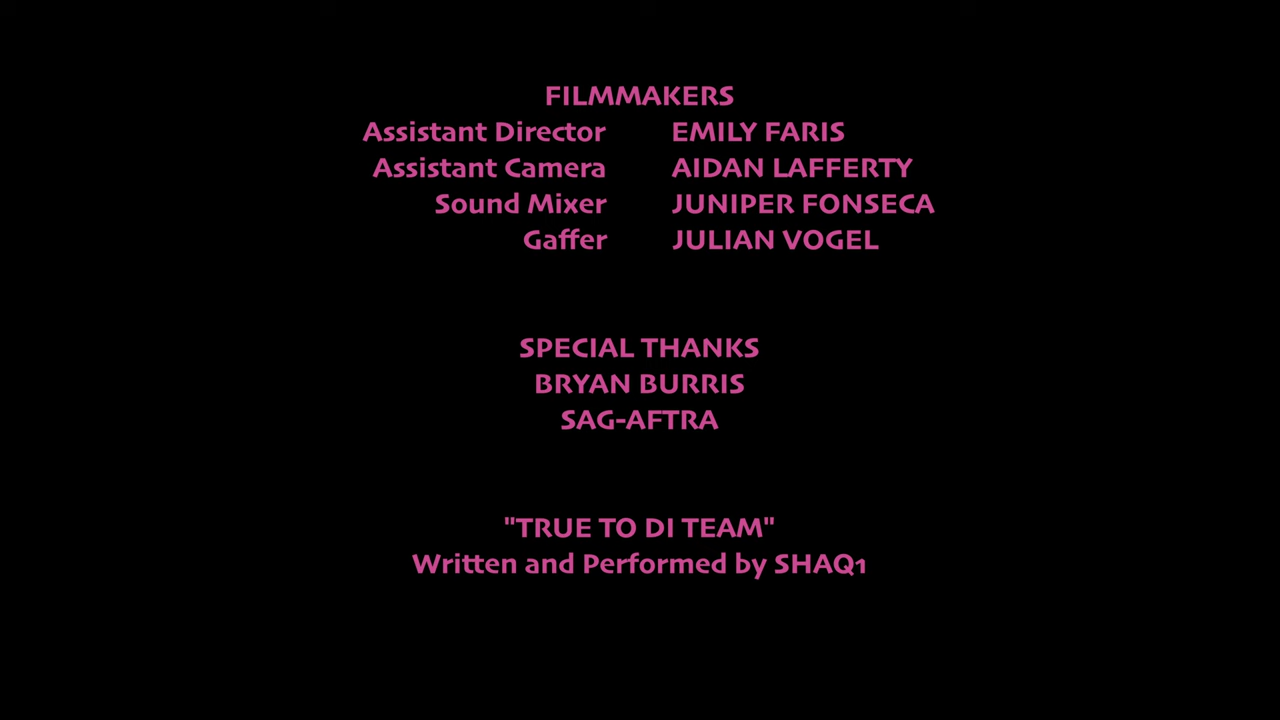 FILMMAKERS
Assistant Director EMILY FARIS
Assistant Camera AIDAN LAFFERTY
Sound Mixer JUNIPER FONSECA
Gaffer JULIAN VOGEL
SPECIAL THANKS
BRYAN BURRIS
SAG-AFTRA
"TRUE TO DI TEAM"
Written and Performed by SHAQ1